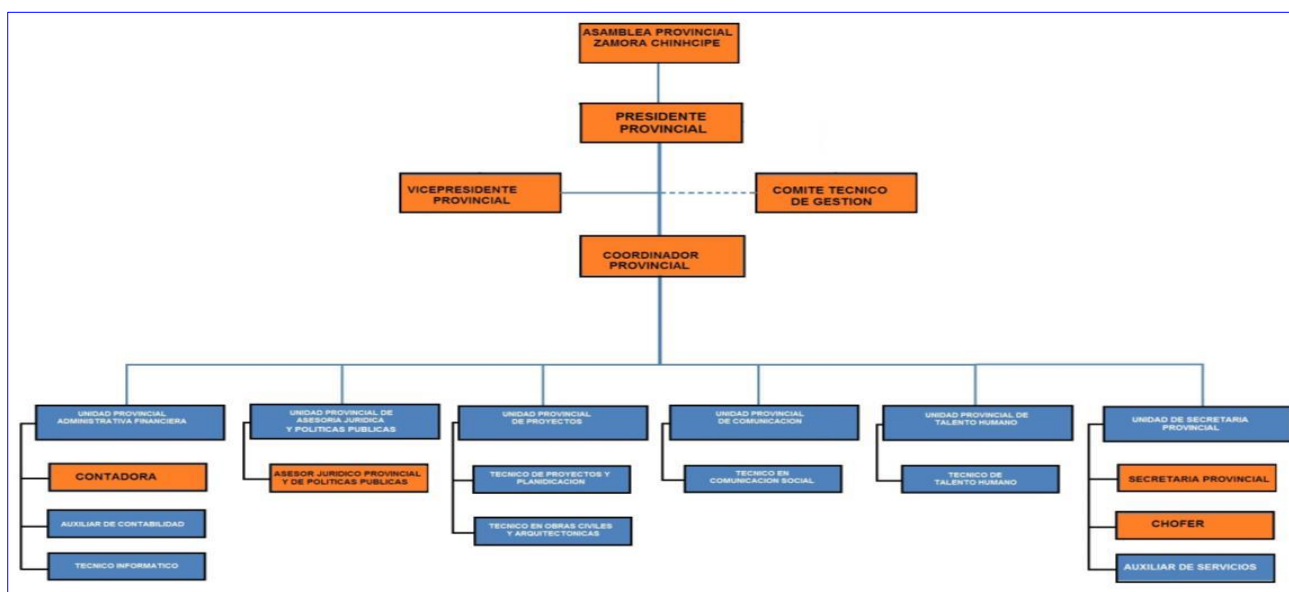 ASAMBLEA PROVINCIAL
ZAMORA CHINHCIPE
PRESIDENTE
PROVINCIAL
VICEPRESIDENTE
PROVINCIAL
COMITE TECNICO
DE GESTION
COORDINADOR
PROVINCIAL
UNIDAD PROVINCIAL
ADMINISTRATIVA FINANCIERA
CONTADORA
AUXILIAR DE CONTABILIDAD
TECNICO INFORMATICO
UNIDAD PROVINCIAL DE
ASESORIA JURIDICA
Y POLITICAS PUBLICAS
ASESOR JURIDICO PROVINCIAL
Y DE POLITICAS PUBLICAS
UNIDAD PROVINCIAL
DE PROYECTOS
TECNICO DE PROYECTOS Y
PLANIDICACION
TECNICO EN OBRAS CIVILES
Y ARQUITECTONICAS
UNIDAD PROVINCIAL
DE COMUNICACION
TECNICO EN
COMUNICACION SOCIAL
UNIDAD PROVINCIAL DE
TALENTO HUMANO
TECNICO DE
TALENTO HUMANO
UNIDAD DE SECRETARIA
PROVINCIAL
SECRETARIA PROVINCIAL
CHOFER
AUXILIAR DE SERVICIOS